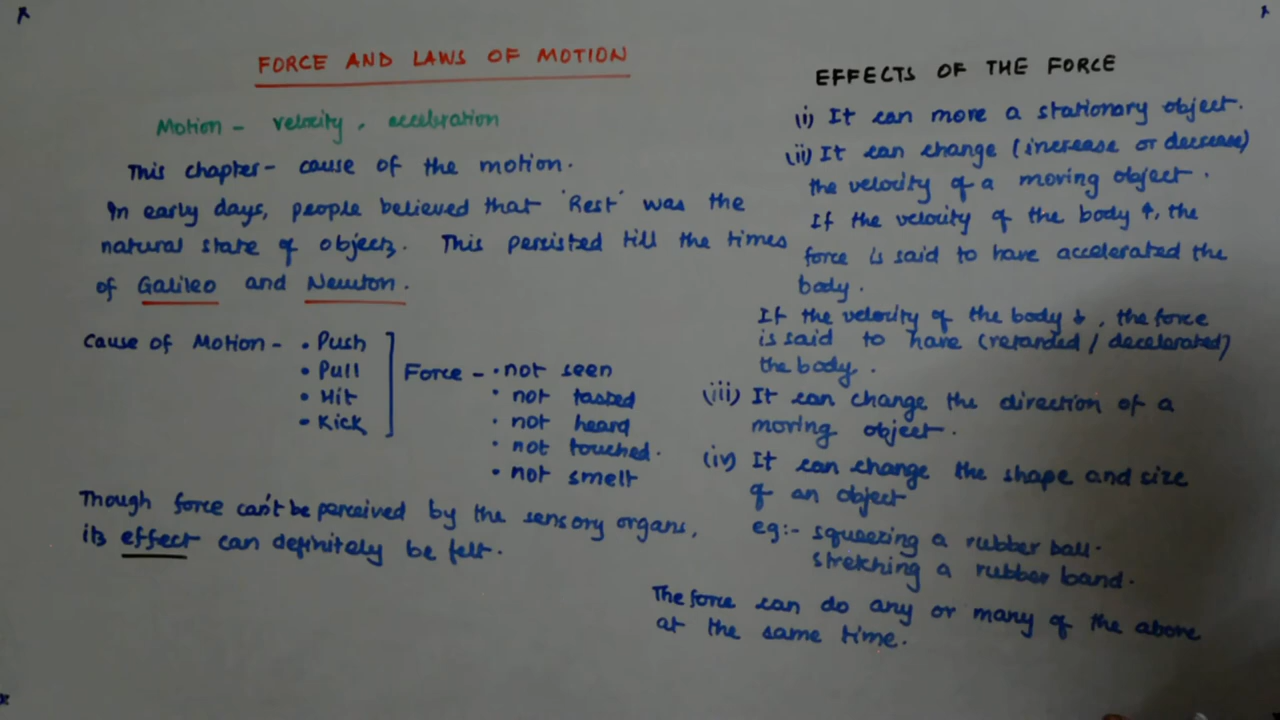 FORCE AND LAWS OF MOTION
Motion - velocity, acceleration
This chapter - cause of the motion.
In early days, people believed that 'Rest' was the
natural state of objects. This persisted till the times
of Galileo and Newton.
Cause of Motion - • Push
• Pull
• Hit
• Kick
Force - • not seen
• not tasted
• not heard
• not touched.
• not smelt
Though force can't be perceived by the sensory organs,
its effect can definitely be felt.
EFFECTS OF THE FORCE
(i) It can move a stationary object.
(ii) It can change (increase or decrease)
the velocity of a moving object.
If the velocity of the body ↑, the
force is said to have accelerated the
body.
If the velocity of the body ↓, the force
is said to have (retarded / decelerated)
the body.
(iii) It can change the direction of a
moving object.
(iv) It can change the shape and size
of an object
eg:- squeezing a rubber ball.
stretching a rubber band.
The force can do any or many of the above
at the same time.